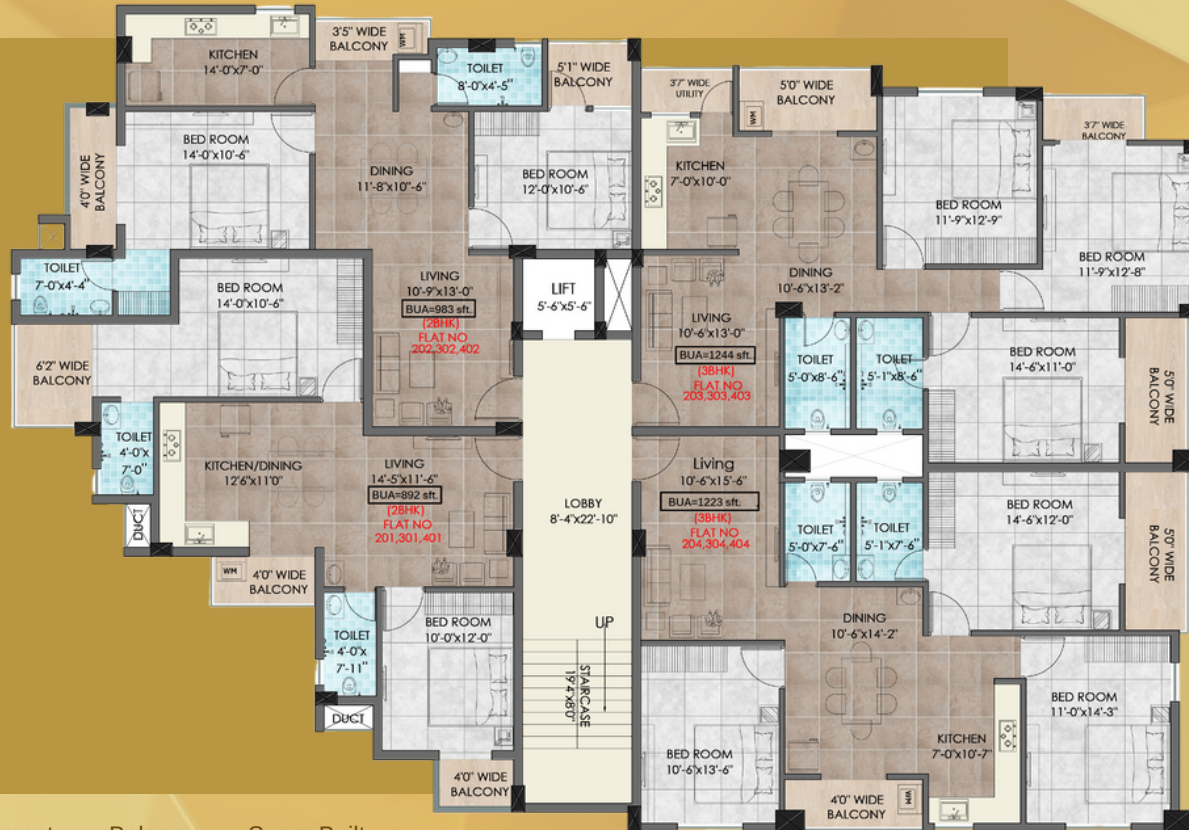 KITCHEN
14'-0"x7'-0"
3'5" WIDE
BALCONY
WM
TOILET
8'-0"x4'-5"
5'1" WIDE
BALCONY
BED ROOM
14'-0"x10'-6"
4'0" WIDE
BALCONY
DINING
11'-8"x10'-6"
BED ROOM
12'-0"x10'-6"
TOILET
7'-0"x4'-4"
BED ROOM
14'-0"x10'-6"
LIVING
10'-9"x13'-0"
BUA=983 sft.
(2BHK)
FLAT NO
202,302,402
LIFT
5'-6"x5'-6"
6'2" WIDE
BALCONY
TOILET
4'-0"x
7'-0"
KITCHEN/DINING
12'6"x11'0"
LIVING
14'-5"x11'-6"
BUA=892 sft.
(2BHK)
FLAT NO
201,301,401
DUCT
WM
4'0" WIDE
BALCONY
TOILET
4'-0"x
7'-11"
DUCT
BED ROOM
10'-0"x12'-0"
4'0" WIDE
BALCONY
LOBBY
8'-4"x22'-10"
UP
STAIRCASE
19'4"x8'0"
3'7" WIDE
UTILITY
5'0" WIDE
BALCONY
WM
KITCHEN
7'-0"x10'-0"
BED ROOM
11'-9"x12'-9"
3'7" WIDE
BALCONY
BED ROOM
11'-9"x12'-8"
DINING
10'-6"x13'-2"
LIVING
10'-6"x13'-0"
BUA=1244 sft.
(3BHK)
FLAT NO
203,303,403
TOILET
5'-0"x8'-6"
TOILET
5'-1"x8'-6"
BED ROOM
14'-6"x11'-0"
5'0" WIDE
BALCONY
Living
10'-6"x15'-6"
BUA=1223 sft.
(3BHK)
FLAT NO
204,304,404
TOILET
5'-0"x7'-6"
TOILET
5'-1"x7'-6"
BED ROOM
14'-6"x12'-0"
5'0" WIDE
BALCONY
DINING
10'-6"x14'-2"
BED ROOM
10'-6"x13'-6"
KITCHEN
7'-0"x10'-7"
BED ROOM
11'-0"x14'-3"
4'0" WIDE
BALCONY
WM